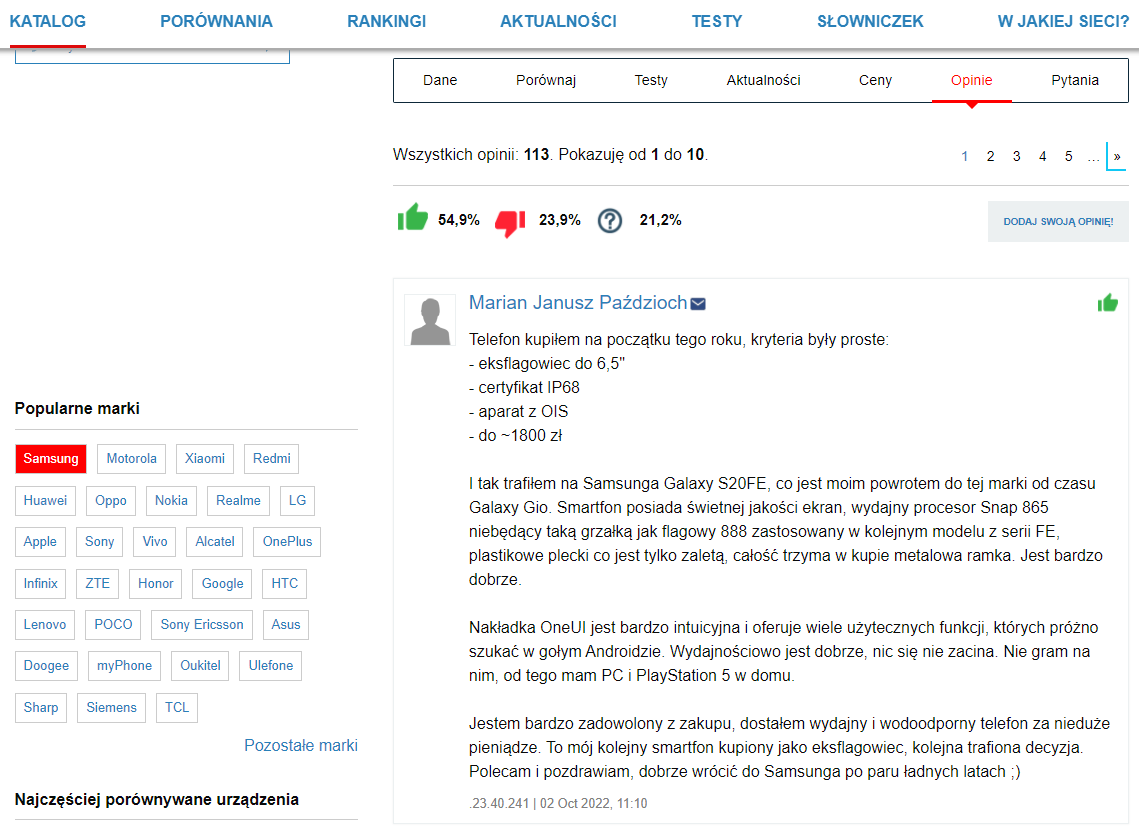 KATALOG PORÓWNANIA RANKINGI AKTUALNOŚCI TESTY SŁOWNICZEK W JAKIEJ SIECI?
Dane Porównaj Testy Aktualności Ceny Opinie Pytania
Wszystkich opinii: 113. Pokazuję od 1 do 10.
1 2 3 4 5 ... »
54,9% 23,9% 21,2%
DODAJ SWOJĄ OPINIĘ!
Marian Janusz Paździoch
Telefon kupiłem na początku tego roku, kryteria były proste:
- eksflagowiec do 6,5"
- certyfikat IP68
- aparat z OIS
- do ~1800 zł
I tak trafiłem na Samsunga Galaxy S20FE, co jest moim powrotem do tej marki od czasu
Galaxy Gio. Smartfon posiada świetnej jakości ekran, wydajny procesor Snap 865
niebędący taką grzałką jak flagowy 888 zastosowany w kolejnym modelu z serii FE,
plastikowe plecki co jest tylko zaletą, całość trzyma w kupie metalowa ramka. Jest bardzo
dobrze.
Nakładka OneUI jest bardzo intuicyjna i oferuje wiele użytecznych funkcji, których próżno
szukać w gołym Androidzie. Wydajnościowo jest dobrze, nic się nie zacina. Nie gram na
nim, od tego mam PC i PlayStation 5 w domu.
Jestem bardzo zadowolony z zakupu, dostałem wydajny i wodoodporny telefon za nieduże
pieniądze. To mój kolejny smartfon kupiony jako eksflagowiec, kolejna trafiona decyzja.
Polecam i pozdrawiam, dobrze wrócić do Samsunga po paru ładnych latach ;)
.23.40.241 | 02 Oct 2022, 11:10
Popularne marki
Samsung Motorola Xiaomi Redmi
Huawei Oppo Nokia Realme LG
Apple Sony Vivo Alcatel OnePlus
Infinix ZTE Honor Google HTC
Lenovo POCO Sony Ericsson Asus
Doogee myPhone Oukitel Ulefone
Sharp Siemens TCL
Pozostałe marki
Najczęściej porównywane urządzenia